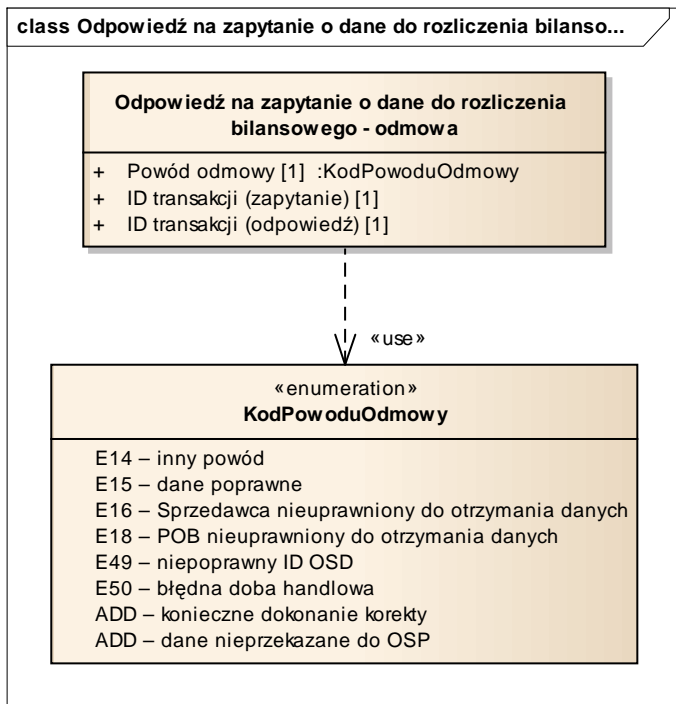 class Odpowiedź na zapytanie o dane do rozliczenia bilanso...
Odpowiedź na zapytanie o dane do rozliczenia
bilansowego - odmowa
+ Powód odmowy [1] :KodPowoduOdmowy
+ ID transakcji (zapytanie) [1]
+ ID transakcji (odpowiedź) [1]
«use»
«enumeration»
KodPowoduOdmowy
E14 – inny powód
E15 – dane poprawne
E16 – Sprzedawca nieuprawniony do otrzymania danych
E18 – POB nieuprawniony do otrzymania danych
E49 – niepoprawny ID OSD
E50 – błędna doba handlowa
ADD – konieczne dokonanie korekty
ADD – dane nieprzekazane do OSP